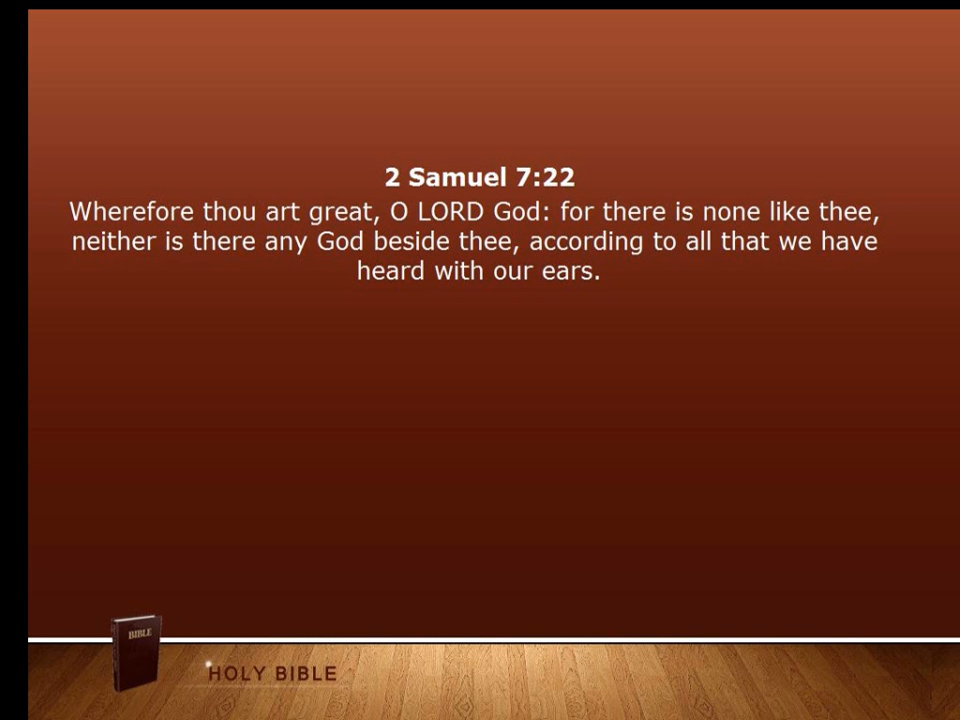 2 Samuel 7:22
Wherefore thou art great, O LORD God: for there is none like thee,
neither is there any God beside thee, according to all that we have
heard with our ears.
BIBLE
HOLY BIBLE